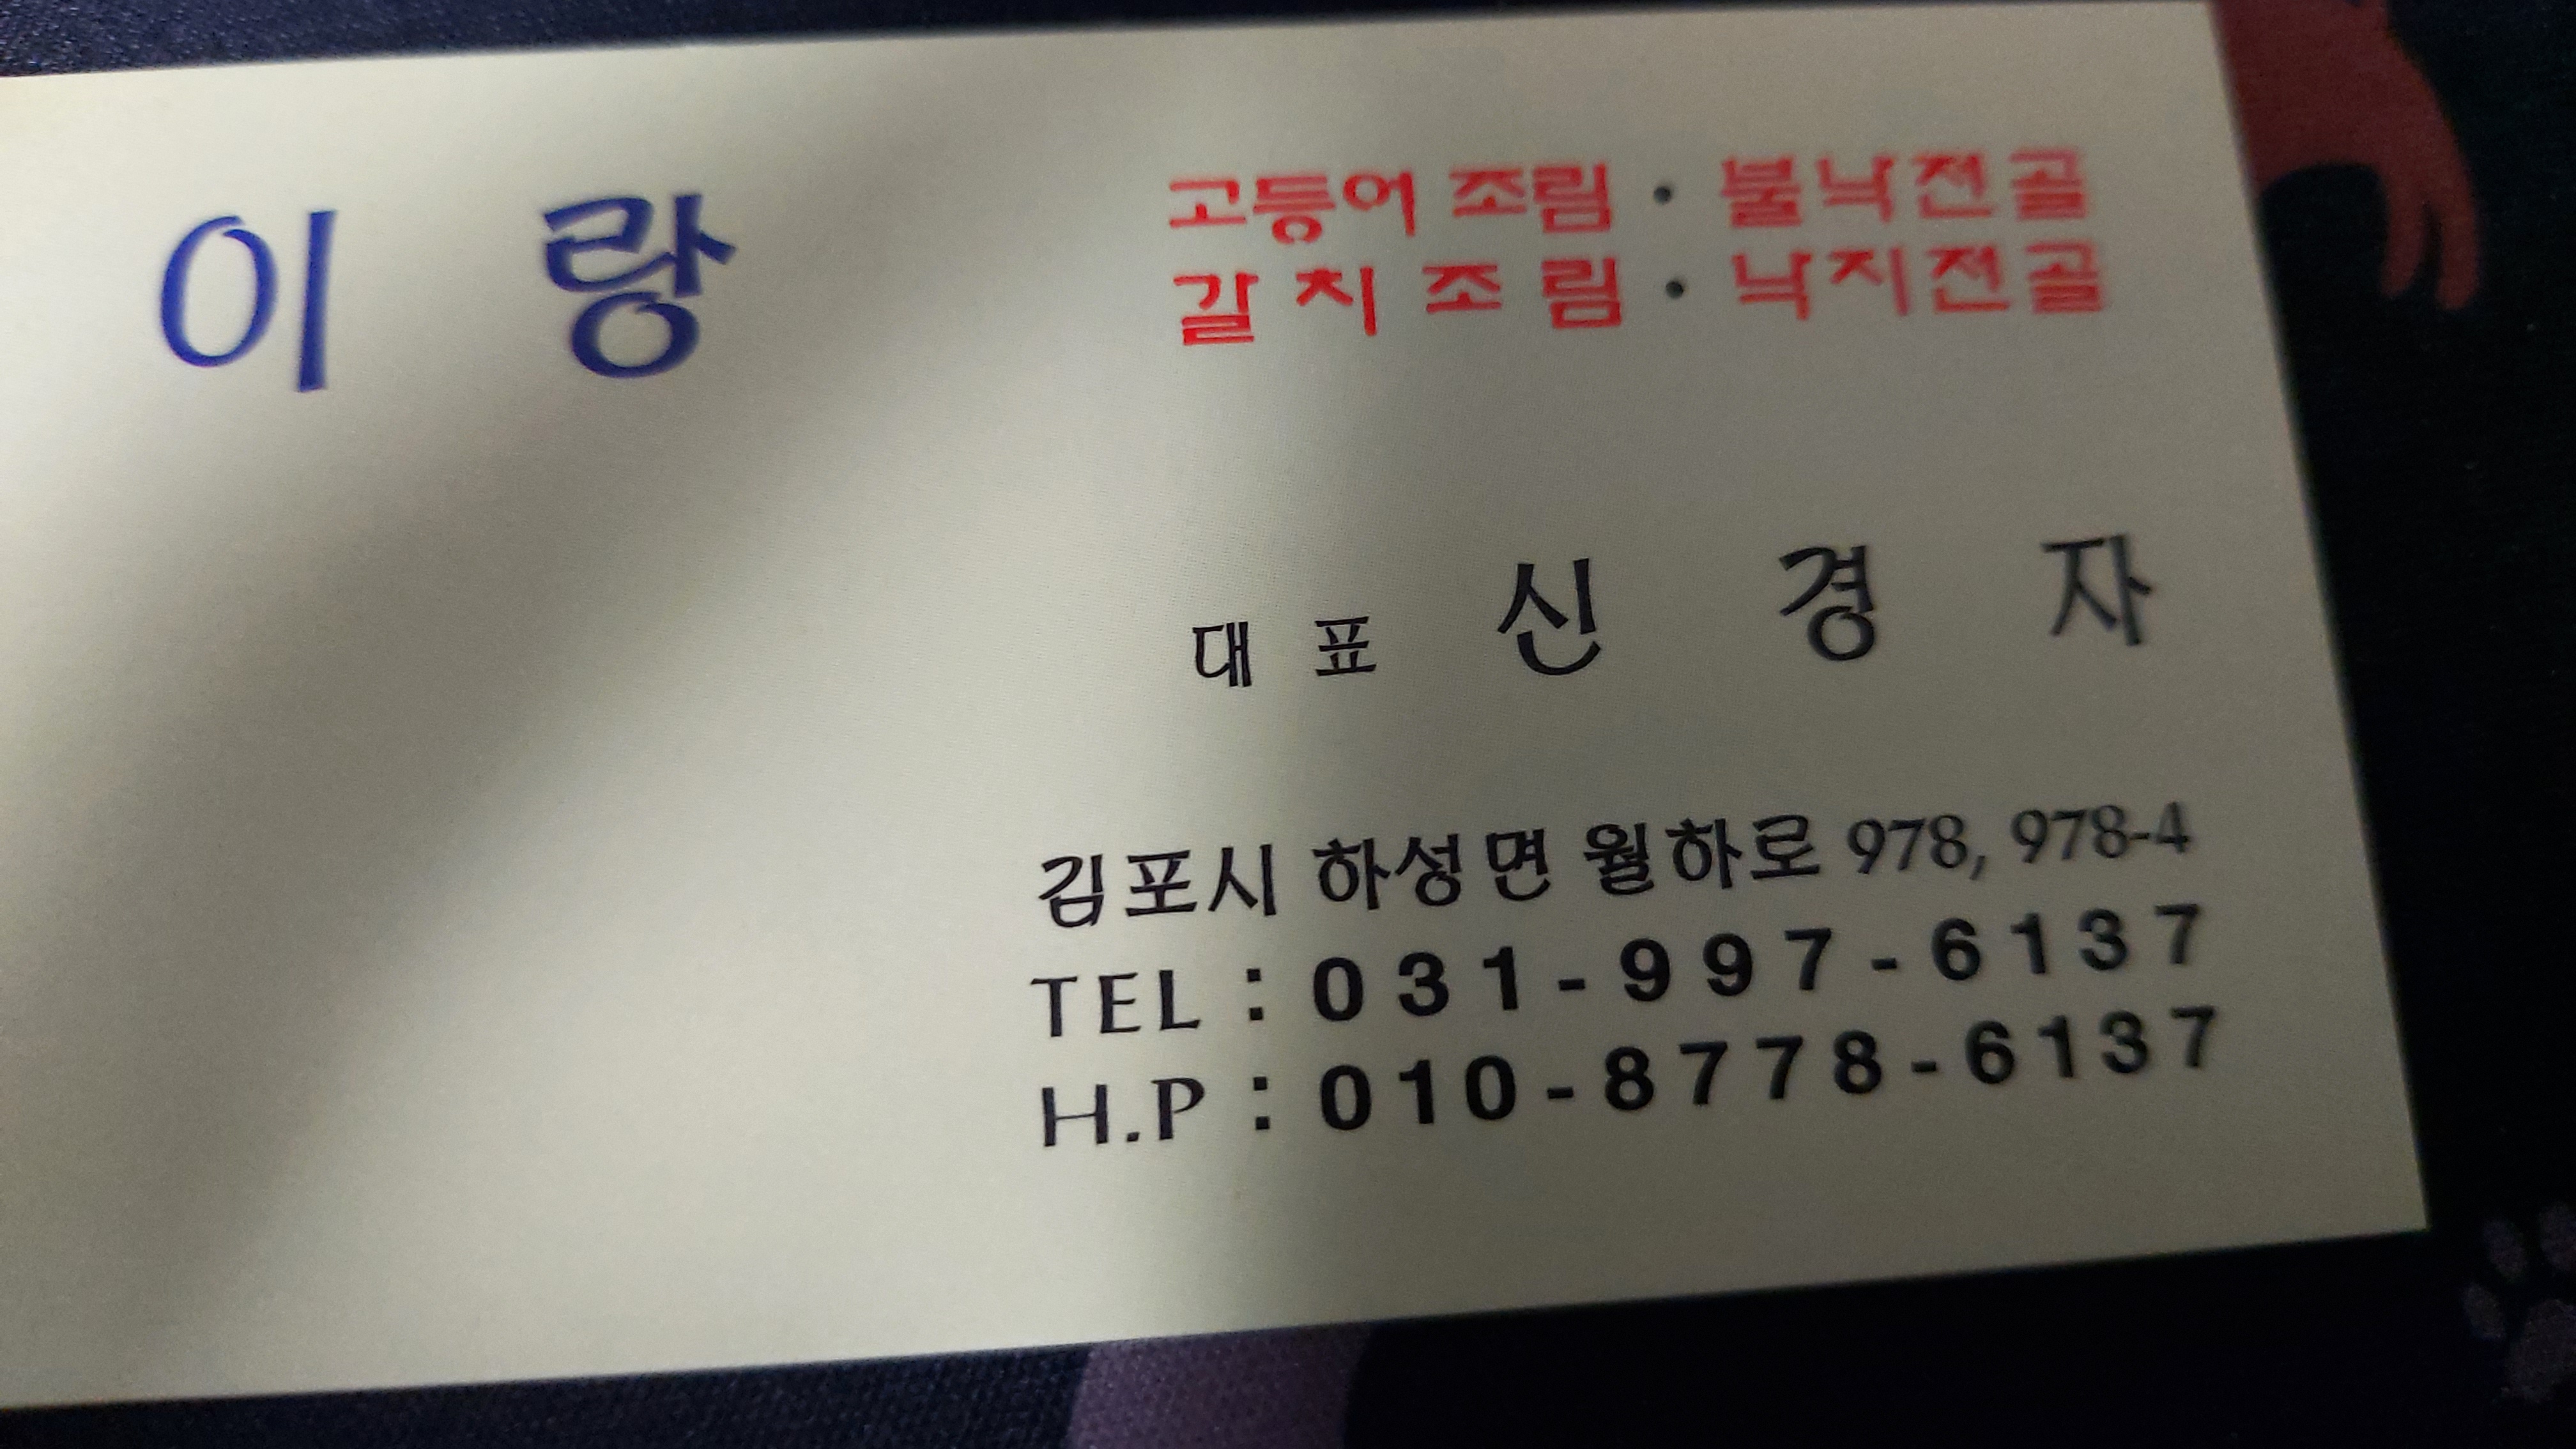 이 랑
고등어 조림 · 불낙전골
갈 치 조 림 · 낙지전골
대 표 신 경 자
김포시 하성면 월하로 978, 978-4
TEL : 031-997-6137
H.P : 010-8778-6137